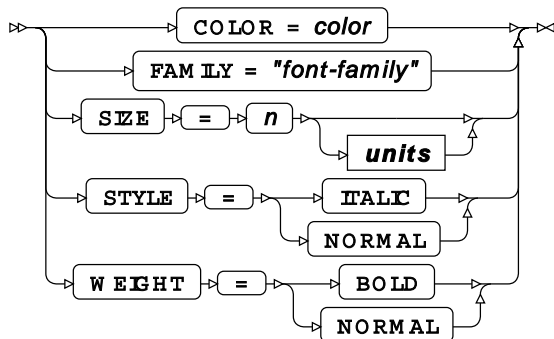 COLOR = color
FAMILY = "font-family"
SIZE = n
units
STYLE = ITALIC
NORMAL
WEIGHT = BOLD
NORMAL